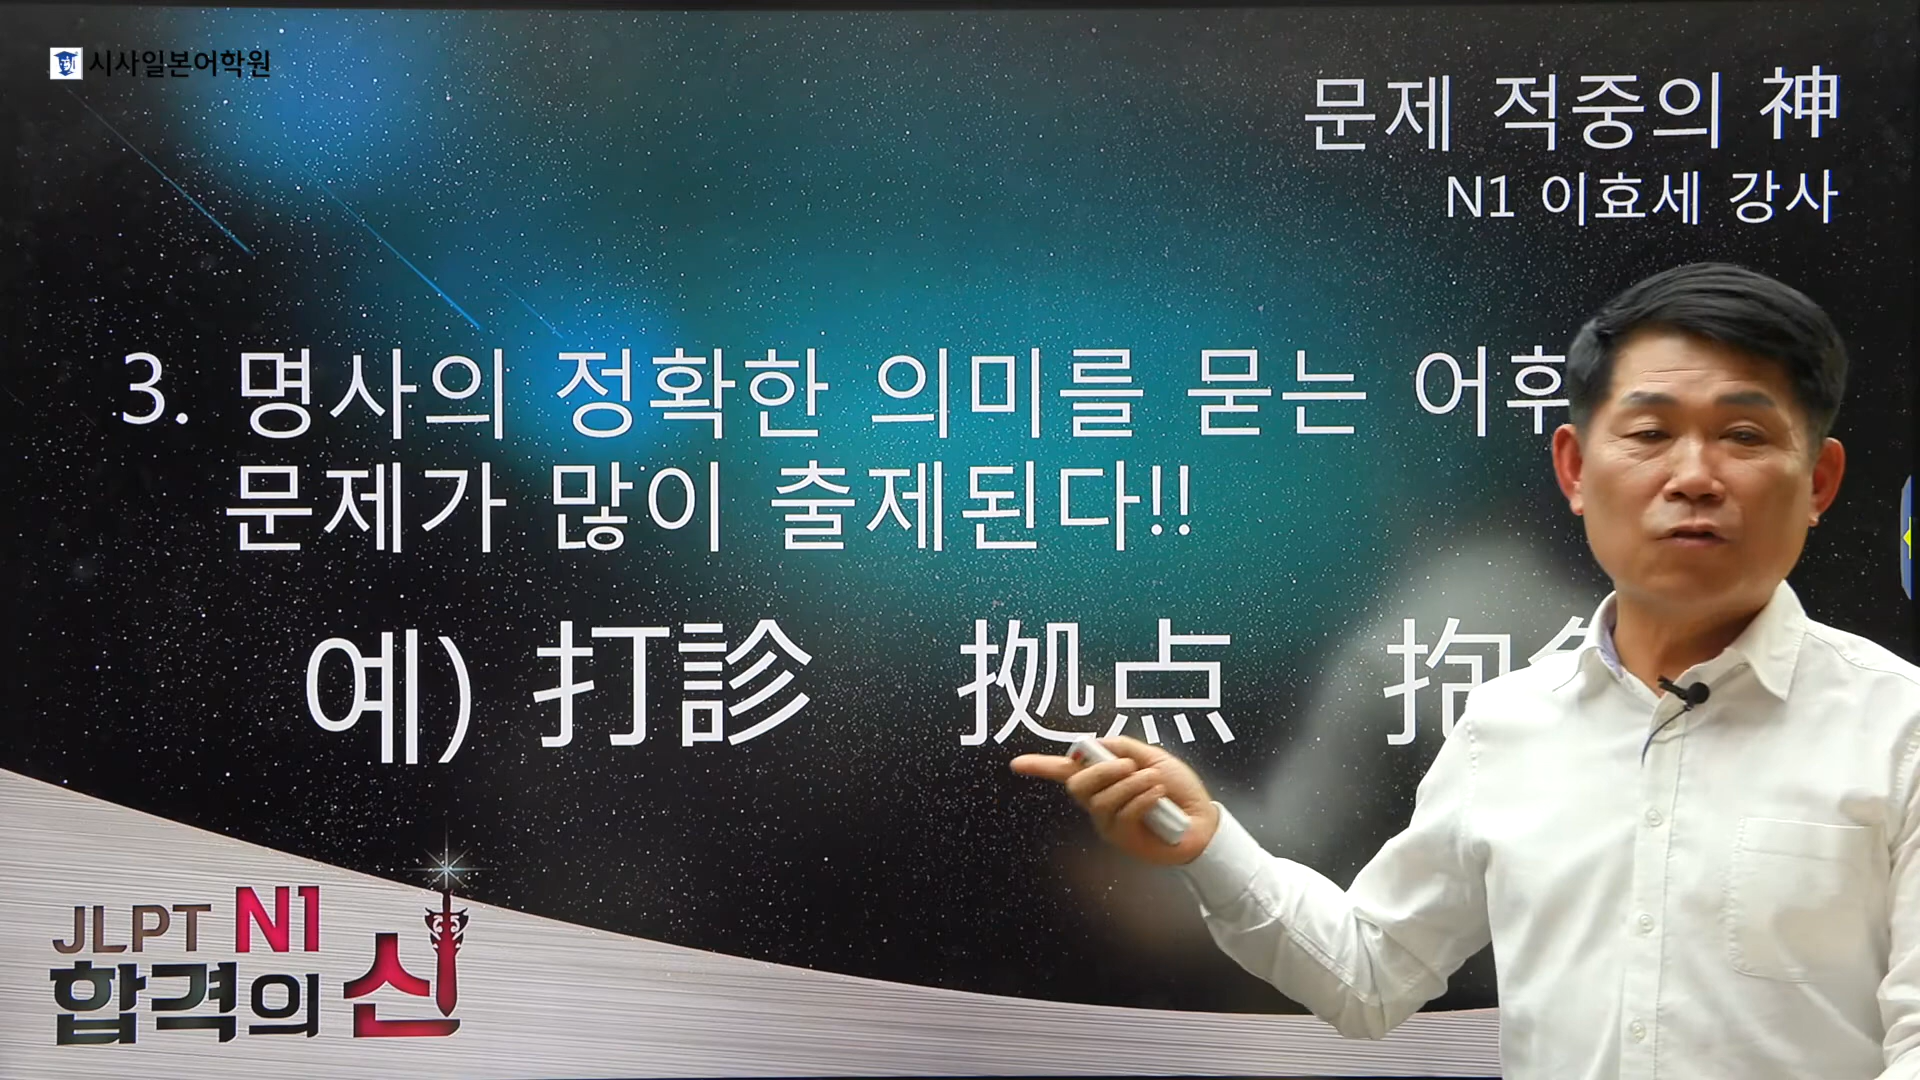 시사일본어학원
문제 적중의 神
N1 이효세 강사
3. 명사의 정확한 의미를 묻는 어휘
문제가 많이 출제된다!!
예) 打診 拠点
JLPT N1
합격의 신